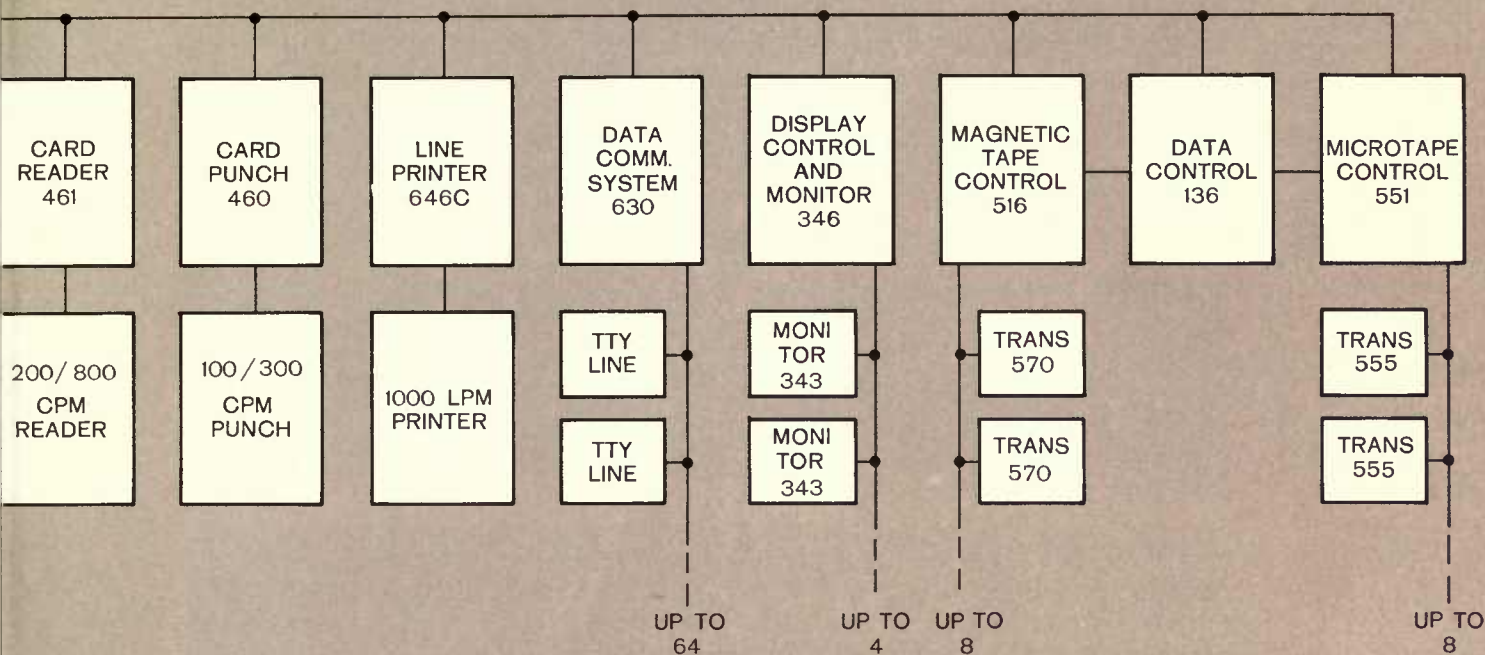 CARD
READER
461
CARD
PUNCH
460
LINE
PRINTER
646C
DATA
COMM.
SYSTEM
630
DISPLAY
CONTROL
AND
MONITOR
346
MAGNETIC
TAPE
CONTROL
516
DATA
CONTROL
136
MICROTAPE
CONTROL
551
200/800
CPM
READER
100/300
CPM
PUNCH
1000 LPM
PRINTER
TTY
LINE
TTY
LINE
UP TO
64
MONI
TOR
343
MONI
TOR
343
UP TO
4
TRANS
570
TRANS
570
UP TO
8
TRANS
555
TRANS
555
UP TO
8